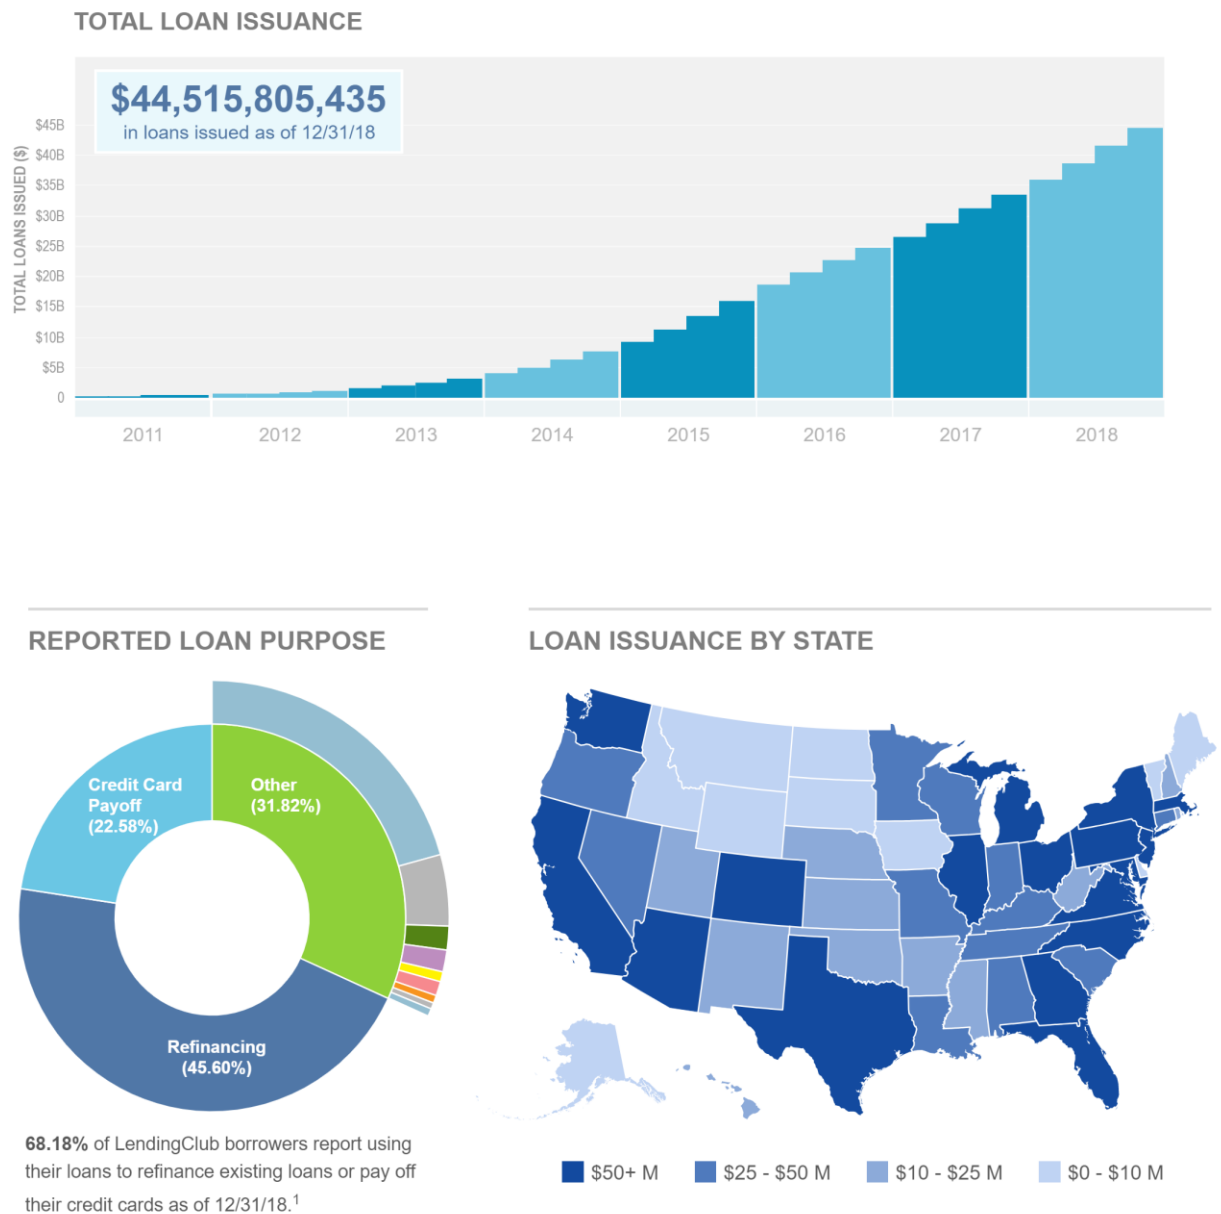 TOTAL LOAN ISSUANCE
$44,515,805,435
in loans issued as of 12/31/18
TOTAL LOANS ISSUED ($)
$45B
$40B
$35B
$30B
$25B
$20B
$15B
$10B
$5B
0
2011 2012 2013 2014 2015 2016 2017 2018
REPORTED LOAN PURPOSE
Credit Card
Payoff
(22.58%)
Other
(31.82%)
Refinancing
(45.60%)
68.18% of LendingClub borrowers report using
their loans to refinance existing loans or pay off
their credit cards as of 12/31/18.1
LOAN ISSUANCE BY STATE
$50+ M $25 - $50 M $10 - $25 M $0 - $10 M